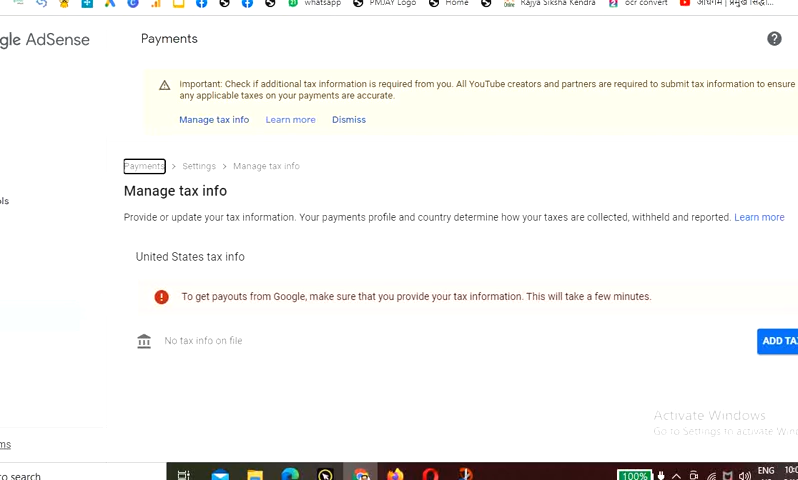 whatsapp PMJAY Logo Home Rajya Siksha Kendra ocr convert
gle AdSense
Payments
Important: Check if additional tax information is required from you. All YouTube creators and partners are required to submit tax information to ensure
any applicable taxes on your payments are accurate.
Manage tax info Learn more Dismiss
Payments > Settings > Manage tax info
ols
Manage tax info
Provide or update your tax information. Your payments profile and country determine how your taxes are collected, withheld and reported. Learn more
United States tax info
To get payouts from Google, make sure that you provide your tax information. This will take a few minutes.
No tax info on file
ADD TA
Activate Windows
Go to Settings to activate Win
ms
to search
100%
ENG
10:0